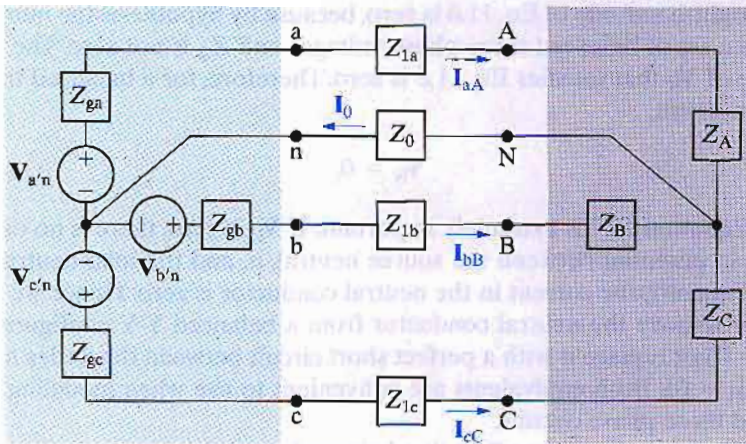 a
Z1a
A
IaA
Zga
I0
n
Z0
N
ZA
Va'n
+
−
−
+
Zgb
b
Z1b
B
ZB
IbB
Vb'n
Vc'n
−
+
Zgc
ZC
c
Z1c
C
IcC